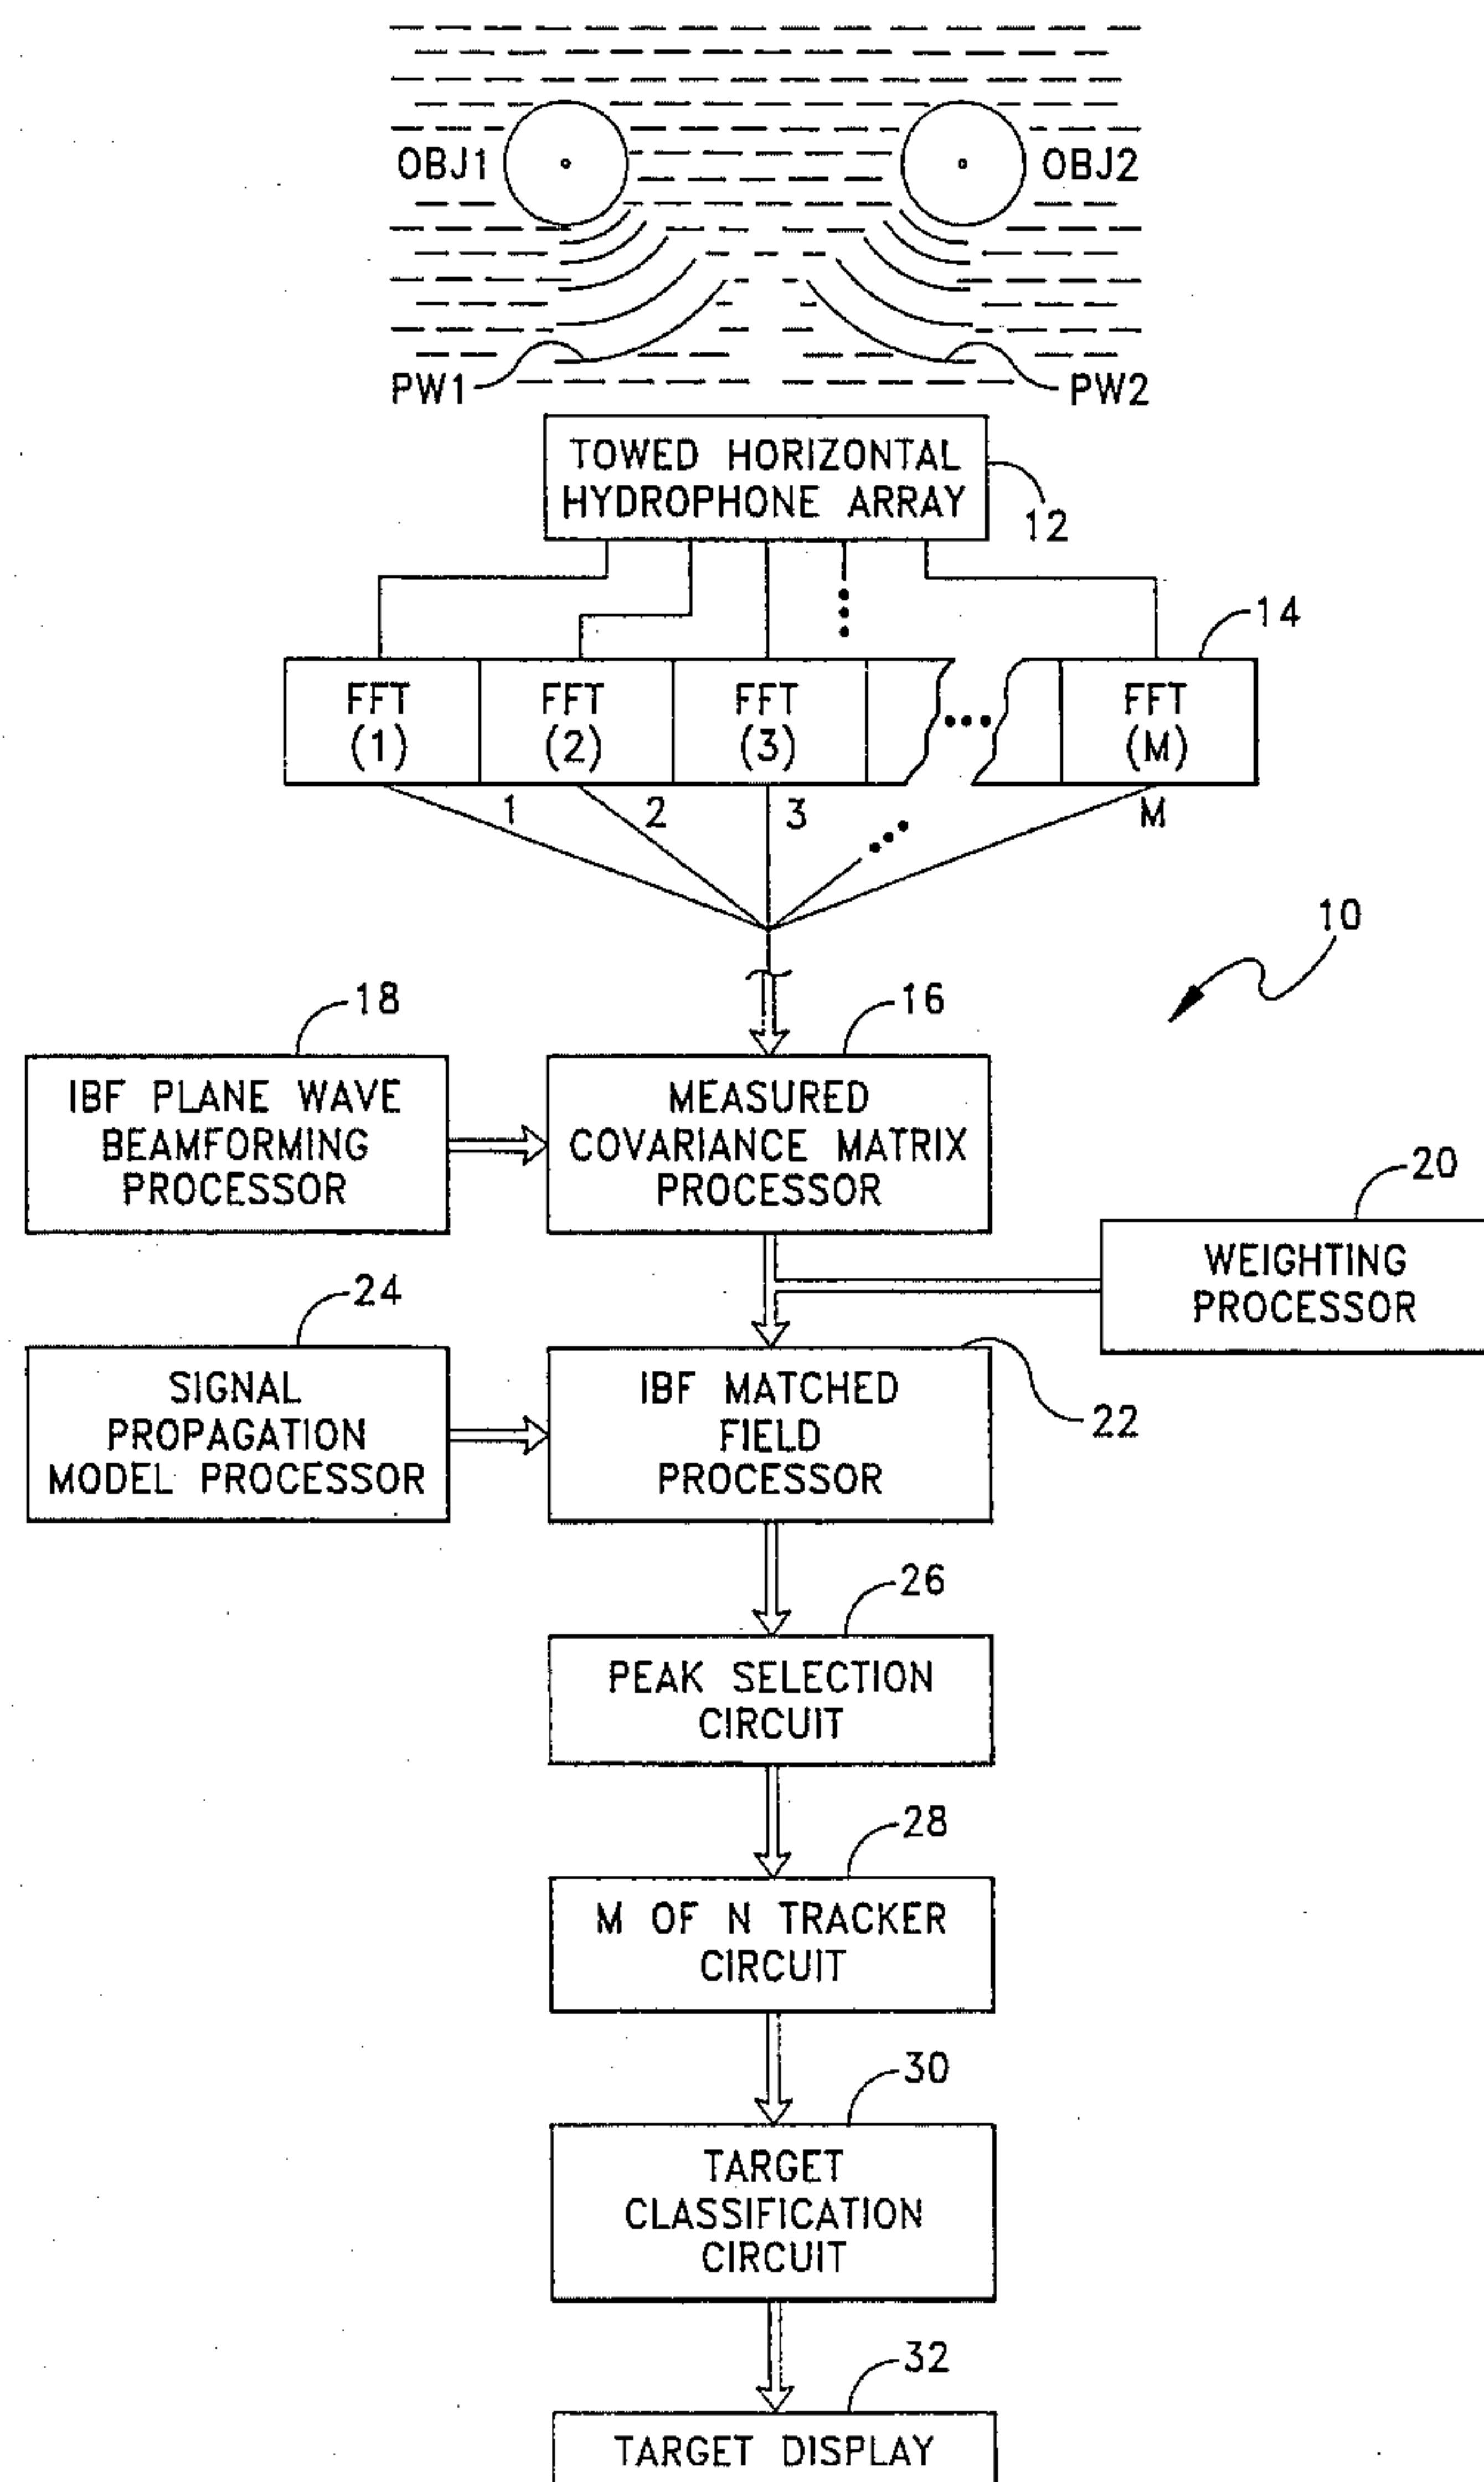 OBJ1
OBJ2
PW1
PW2
TOWED HORIZONTAL
HYDROPHONE ARRAY
12
14
FFT
(1)
FFT
(2)
FFT
(3)
FFT
(M)
1
2
3
M
10
18
16
IBF PLANE WAVE
BEAMFORMING
PROCESSOR
MEASURED
COVARIANCE MATRIX
PROCESSOR
20
WEIGHTING
PROCESSOR
24
SIGNAL
PROPAGATION
MODEL PROCESSOR
IBF MATCHED
FIELD
PROCESSOR
22
26
PEAK SELECTION
CIRCUIT
28
M OF N TRACKER
CIRCUIT
30
TARGET
CLASSIFICATION
CIRCUIT
32
TARGET DISPLAY